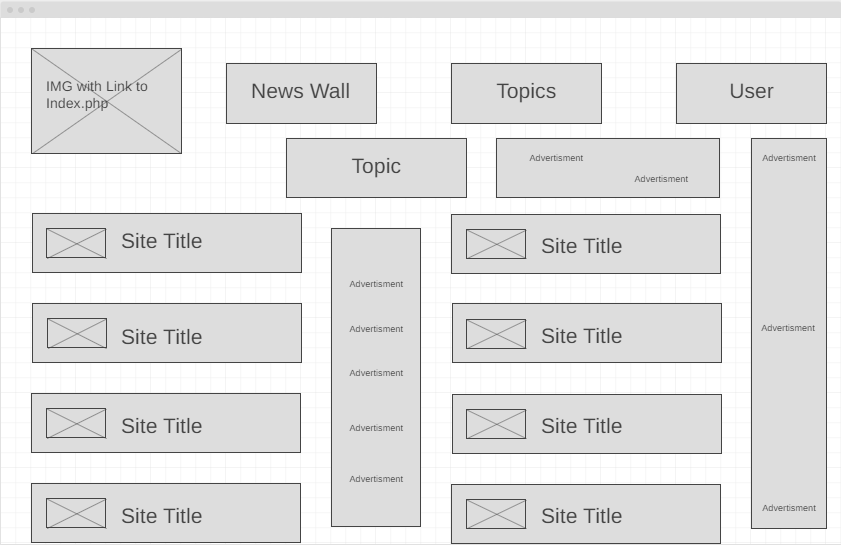 IMG with Link to
Index.php
News Wall
Topics
User
Topic
Advertisment
Advertisment
Advertisment
Site Title
Site Title
Advertisment
Site Title
Site Title
Advertisment
Advertisment
Advertisment
Site Title
Site Title
Advertisment
Site Title
Site Title
Advertisment
Advertisment